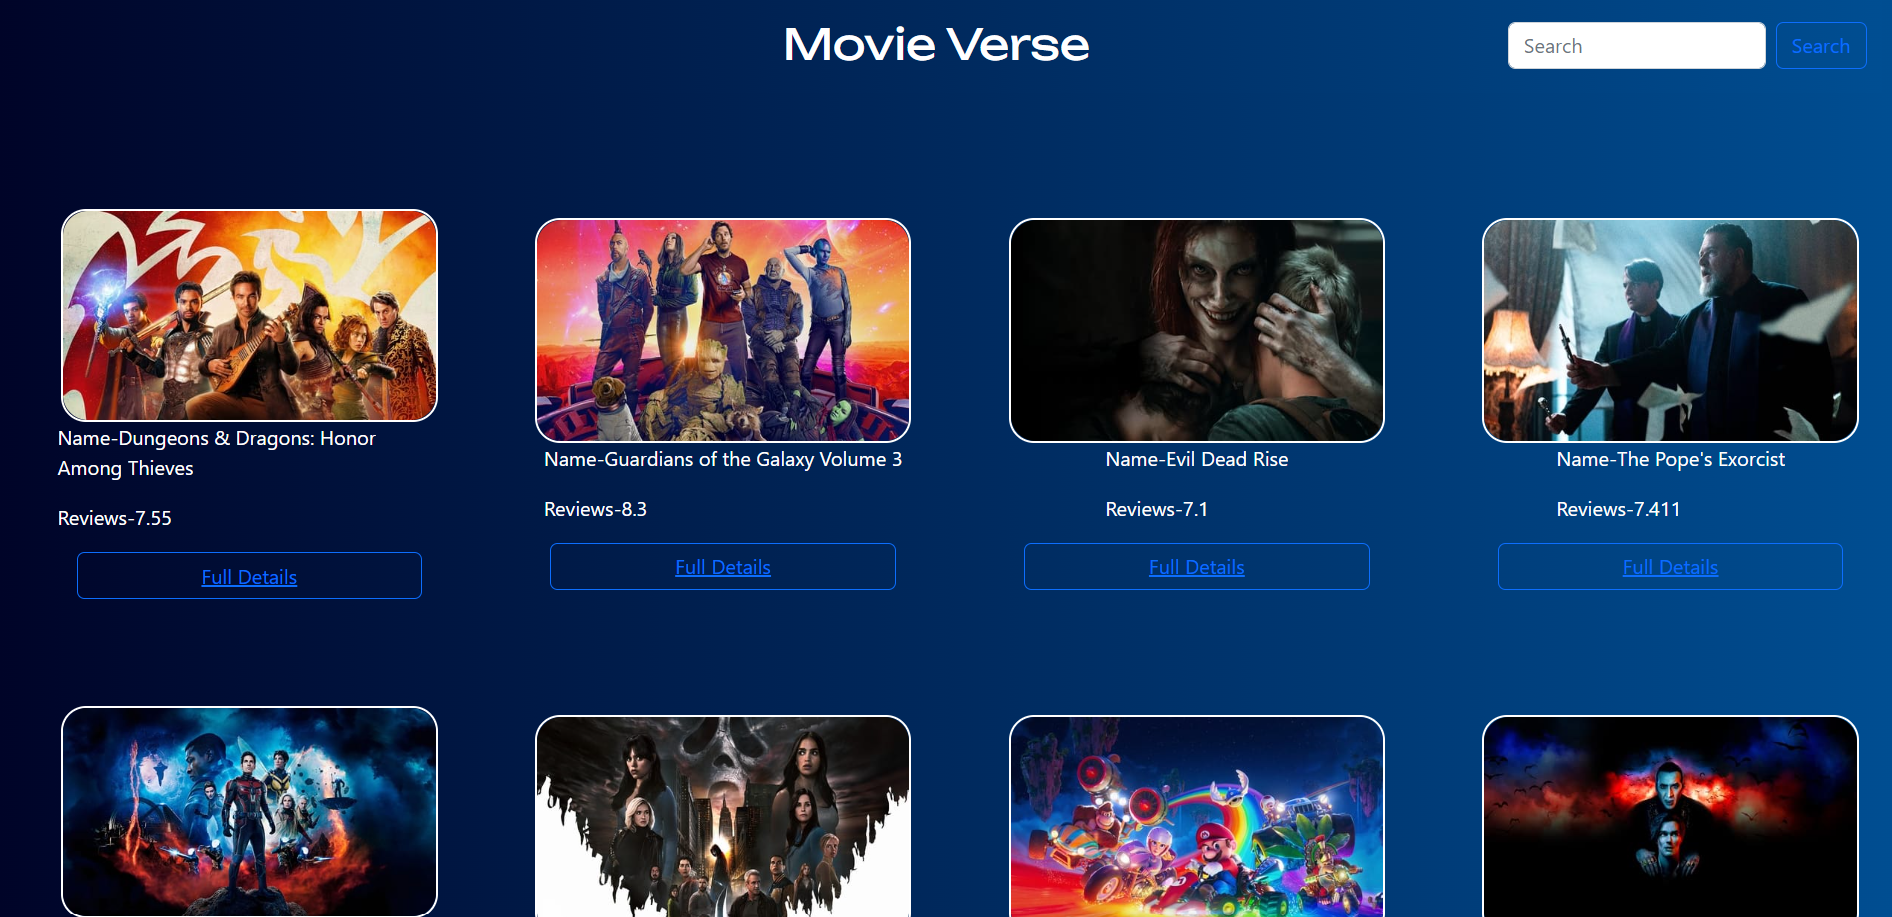 Movie Verse
Search
Search
Name-Dungeons & Dragons: Honor
Among Thieves
Reviews-7.55
Full Details
Name-Guardians of the Galaxy Volume 3
Reviews-8.3
Full Details
Name-Evil Dead Rise
Reviews-7.1
Full Details
Name-The Pope's Exorcist
Reviews-7.411
Full Details